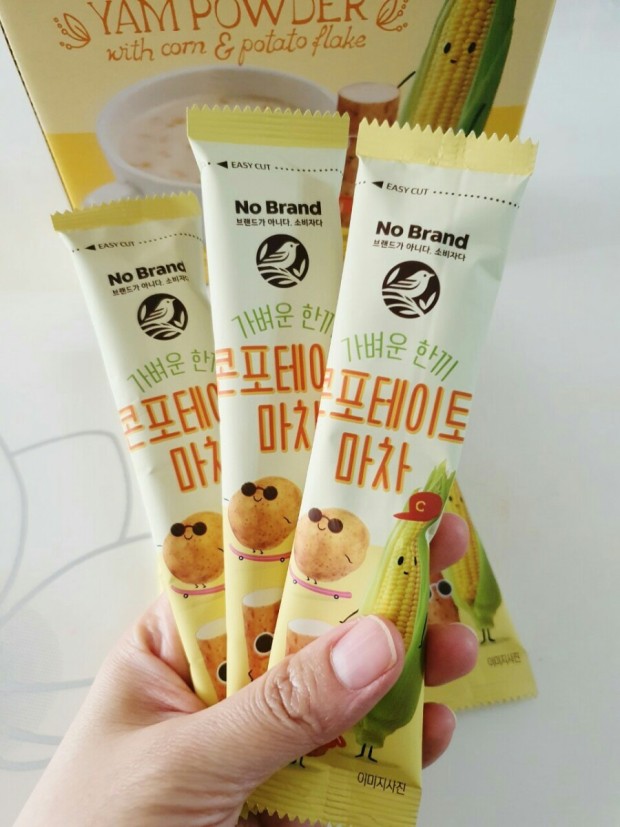 YAM POWDER
with corn & potato flake
EASY CUT
No Brand
브랜드가 아니다. 소비자다
가벼운 한
콘포테이
마차
EASY CUT
No Brand
브랜드가 아니다. 소비자다
가벼운 한끼
콘포테이
마차
EASY CUT
No Brand
브랜드가 아니다. 소비자다
가벼운 한끼
콘포테이토
마차
C
이미지사진
이미지사진